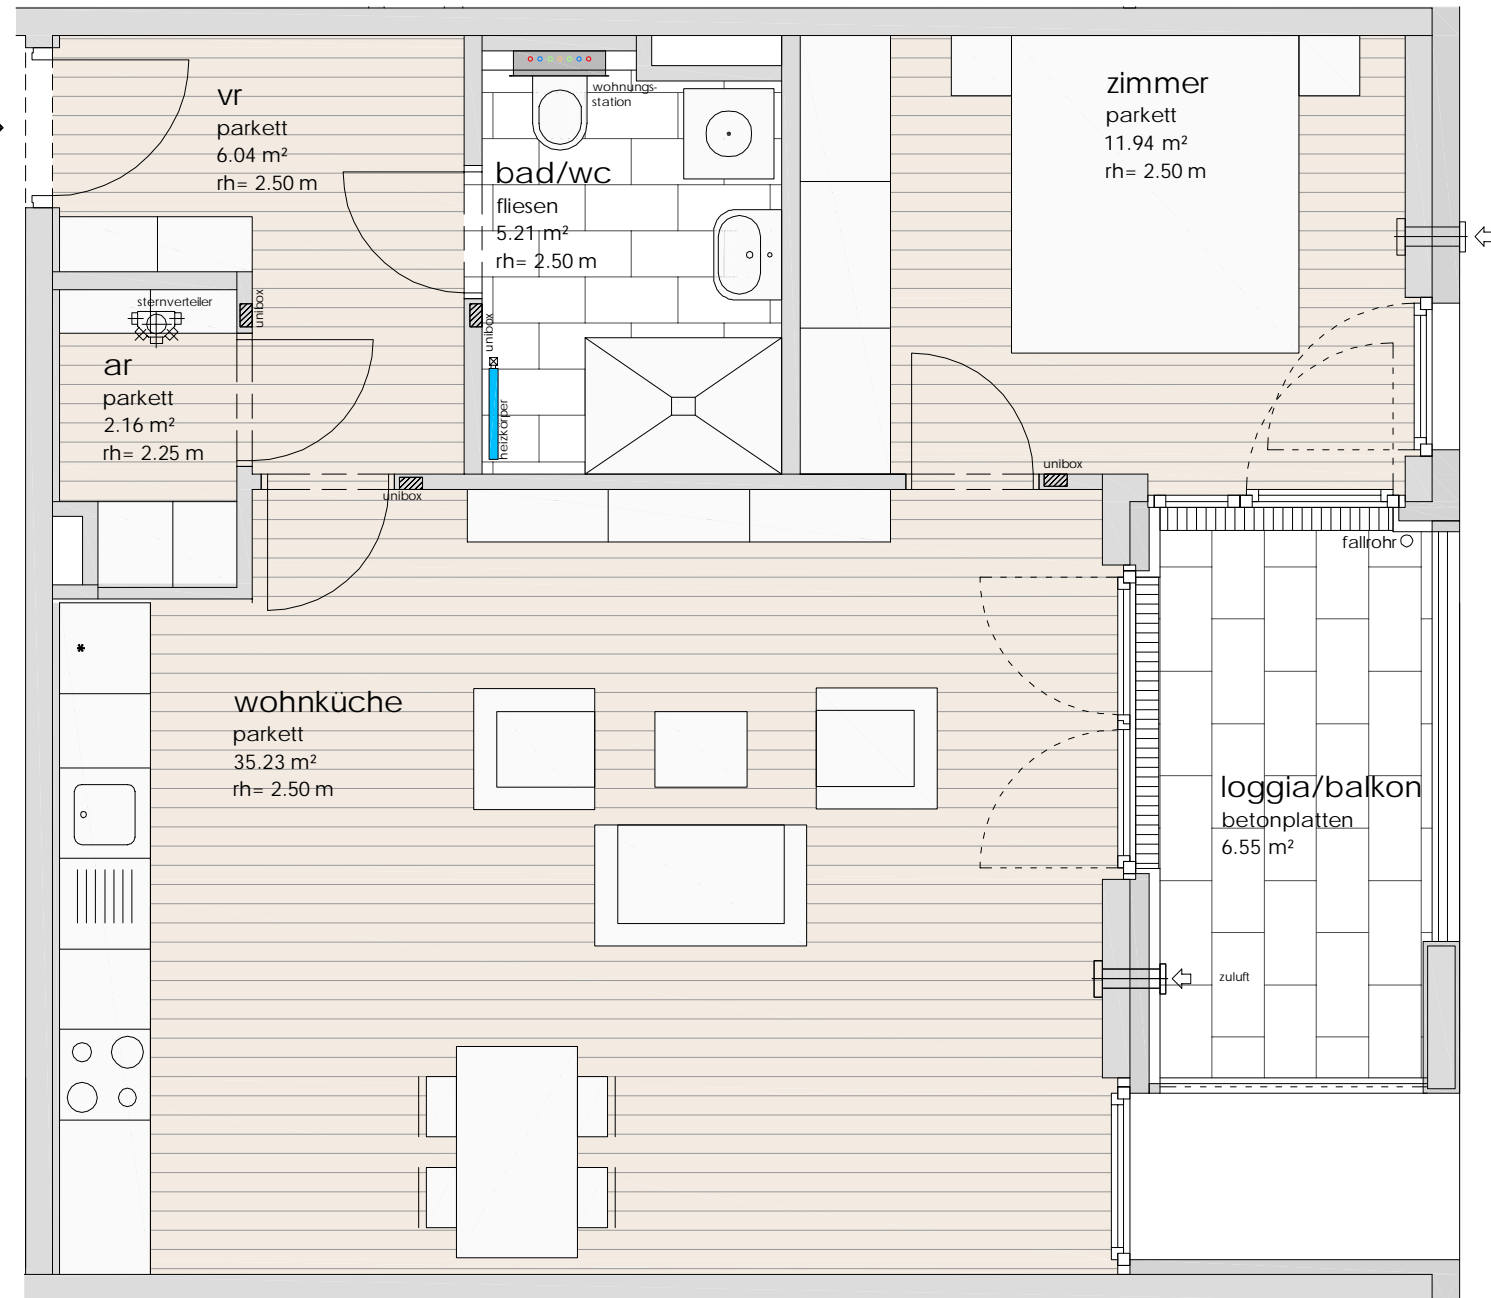 vr
parkett
6.04 m²
rh= 2.50 m
wohnungs-
station
bad/wc
fliesen
5.21 m²
rh= 2.50 m
zimmer
parkett
11.94 m²
rh= 2.50 m
sternverteiler
unibox
ar
parkett
2.16 m²
rh= 2.25 m
unibox
heizkörper
unibox
unibox
fallrohr
wohnküche
parkett
35.23 m²
rh= 2.50 m
loggia/balkon
betonplatten
6.55 m²
zuluft
*